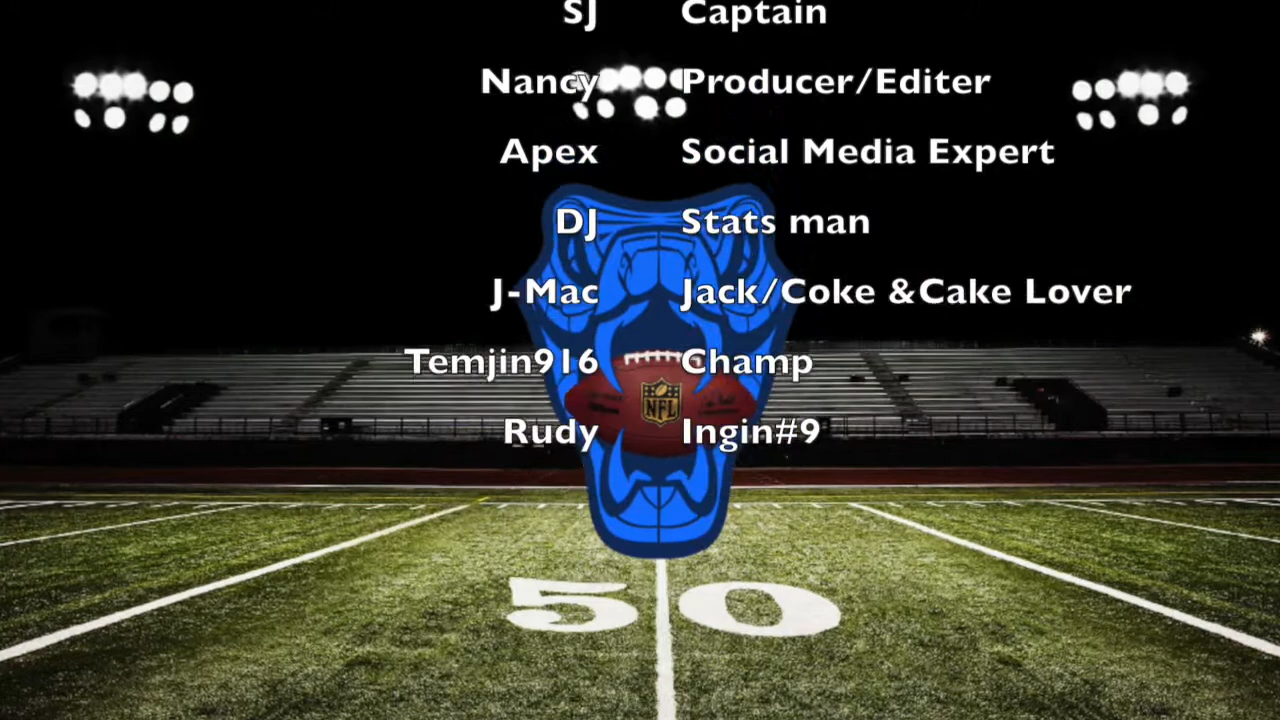 SJ Captain
Nancy Producer/Editer
Apex Social Media Expert
DJ Stats man
J-Mac Jack/Coke &Cake Lover
Temjin916 Champ
NFL
Rudy Ingin#9
50